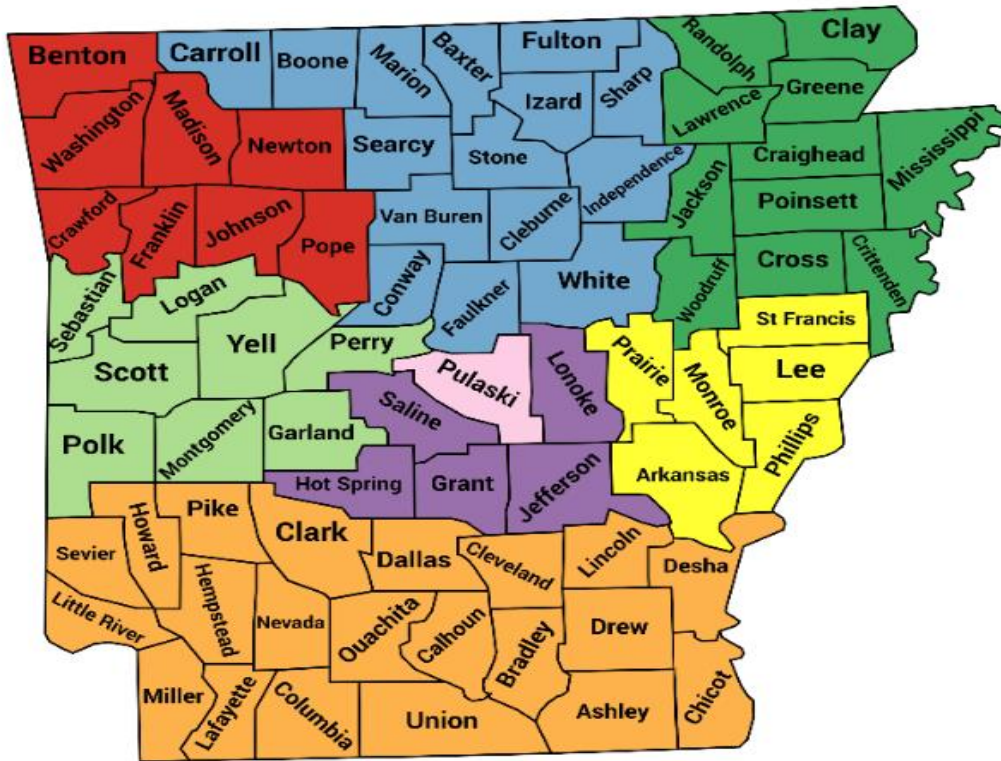 Benton
Carroll
Boone
Marion
Baxter
Fulton
Randolph
Clay
Washington
Madison
Newton
Searcy
Stone
Izard
Sharp
Lawrence
Greene
Independence
Jackson
Craighead
Mississippi
Crawford
Franklin
Johnson
Pope
Van Buren
Cleburne
Poinsett
Sebastian
Logan
Conway
Faulkner
White
Woodruff
Cross
Crittenden
Scott
Yell
Perry
Pulaski
Lonoke
Prairie
Monroe
St Francis
Lee
Polk
Montgomery
Garland
Saline
Hot Spring
Grant
Jefferson
Arkansas
Phillips
Sevier
Howard
Pike
Clark
Dallas
Cleveland
Lincoln
Desha
Little River
Hempstead
Nevada
Ouachita
Calhoun
Bradley
Drew
Miller
Lafayette
Columbia
Union
Ashley
Chicot